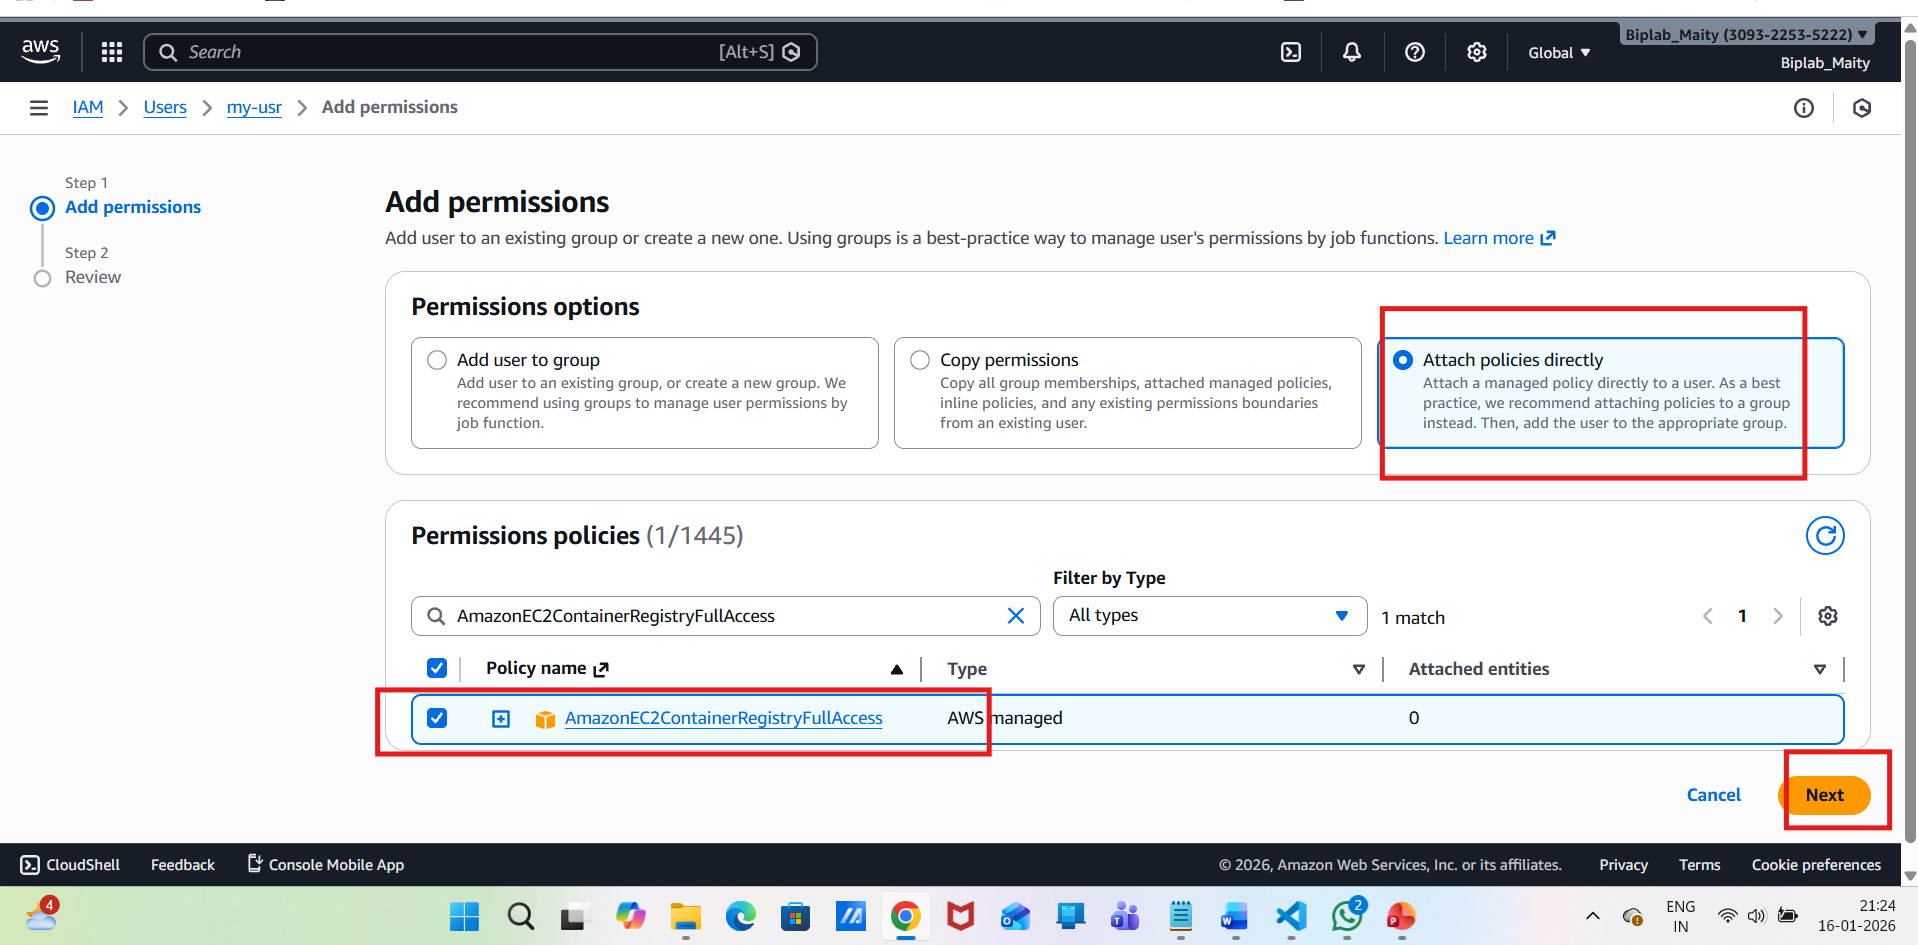 aws
Search
[Alt+S]
Global
Biplab_Maity (3093-2253-5222)
Biplab_Maity
IAM
Users
my-usr
Add permissions
Step 1
Add permissions
Step 2
Review
Add permissions
Add user to an existing group or create a new one. Using groups is a best-practice way to manage user's permissions by job functions. Learn more
Permissions options
Add user to group
Add user to an existing group, or create a new group. We
recommend using groups to manage user permissions by
job function.
Copy permissions
Copy all group memberships, attached managed policies,
inline policies, and any existing permissions boundaries
from an existing user.
Attach policies directly
Attach a managed policy directly to a user. As a best
practice, we recommend attaching policies to a group
instead. Then, add the user to the appropriate group.
Permissions policies (1/1445)
Filter by Type
AmazonEC2ContainerRegistryFullAccess
All types
1 match
1
Policy name
Type
Attached entities
AmazonEC2ContainerRegistryFullAccess
AWS managed
0
Cancel
Next
CloudShell
Feedback
Console Mobile App
© 2026, Amazon Web Services, Inc. or its affiliates.
Privacy
Terms
Cookie preferences
4
2
ENG
IN
21:24
16-01-2026